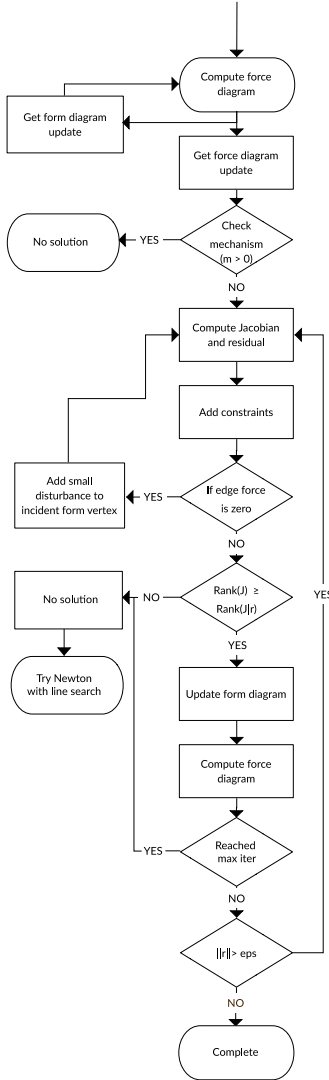 Compute force
diagram
Get form diagram
update
Get force diagram
update
Check
mechanism
(m > 0)
YES
No solution
NO
Compute Jacobian
and residual
Add constraints
If edge force
is zero
YES
Add small
disturbance to
incident form vertex
NO
Rank(J) ≥
Rank(J|r)
NO
No solution
Try Newton
with line search
YES
YES
Update form diagram
Compute force
diagram
Reached
max iter
YES
NO
||r||> eps
NO
Complete